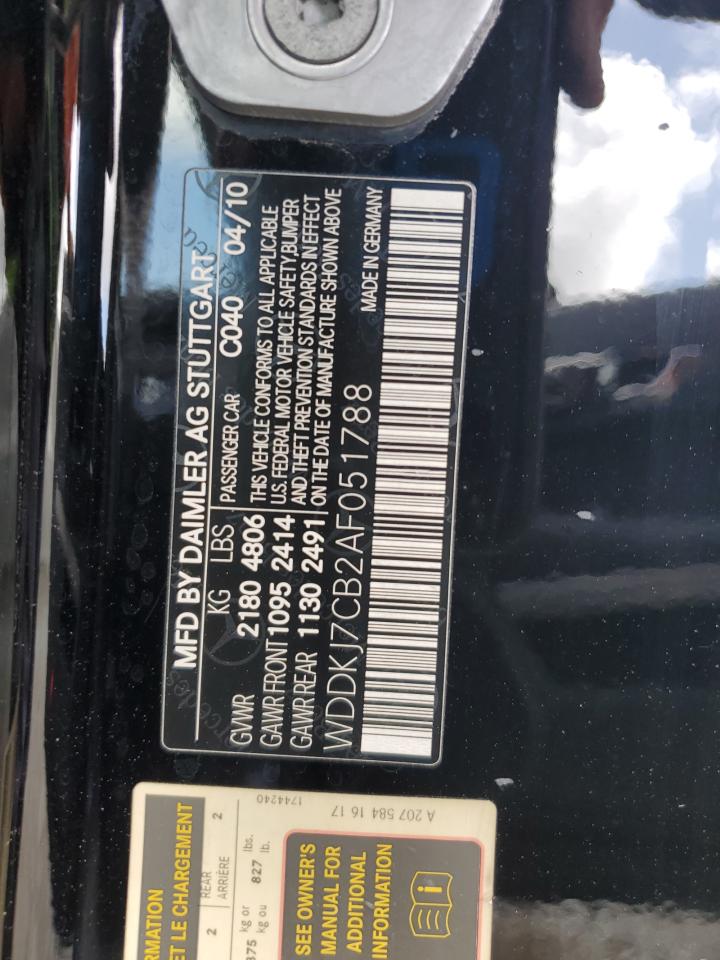 MFD BY DAIMLER AG STUTTGART
KG LBS PASSENGER CAR C040 04/10
GVWR 2180 4806
GAWR FRONT 1095 2414
GAWR REAR 1130 2491
THIS VEHICLE CONFORMS TO ALL APPLICABLE
U.S. FEDERAL MOTOR VEHICLE SAFETY,BUMPER
AND THEFT PREVENTION STANDARDS IN EFFECT
ON THE DATE OF MANUFACTURE SHOWN ABOVE
WDDKJ7CB2AF051788 MADE IN GERMANY
ET LE CHARGEMENT
2 REAR 2
ARRIÈRE
kg or lbs.
kg ou 827 lb.
SEE OWNER'S
MANUAL FOR
ADDITIONAL
INFORMATION
A 207 584 16 17
1744240